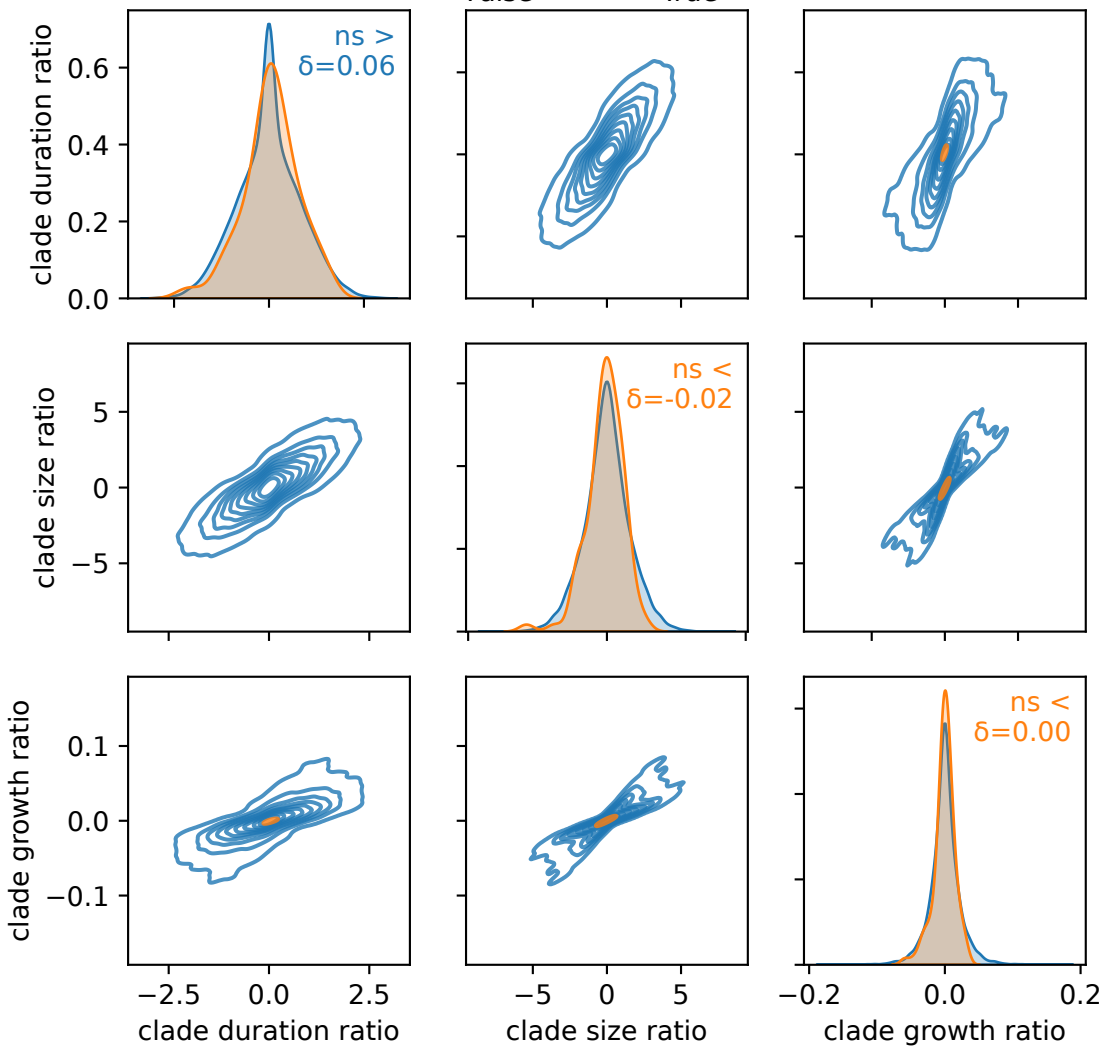 clade duration ratio
0.6
0.4
0.2
0.0
ns >
δ=0.06
clade size ratio
5
0
−5
ns <
δ=-0.02
clade growth ratio
0.1
0.0
−0.1
ns <
δ=0.00
−2.5 0.0 2.5
clade duration ratio
−5 0 5
clade size ratio
−0.2 0.0 0.2
clade growth ratio